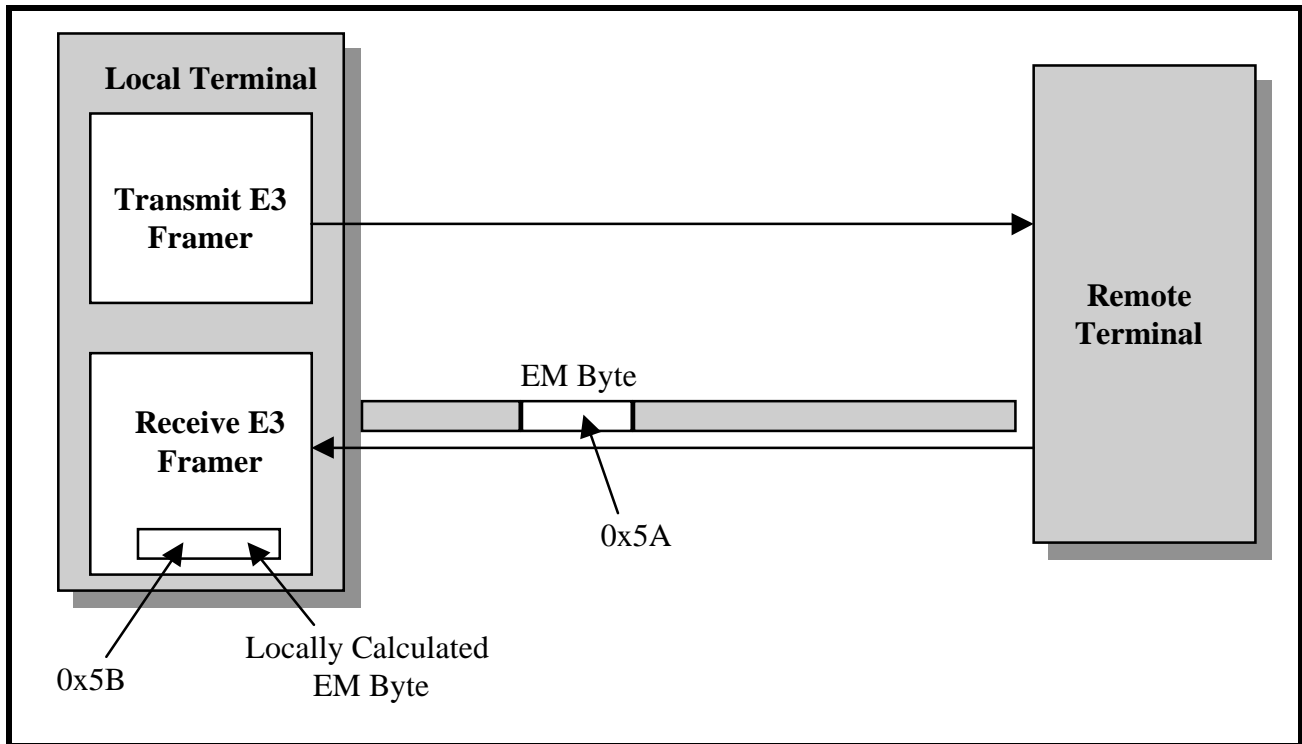 Local Terminal
Transmit E3
Framer
Remote
Terminal
EM Byte
Receive E3
Framer
0x5A
Locally Calculated
EM Byte
0x5B